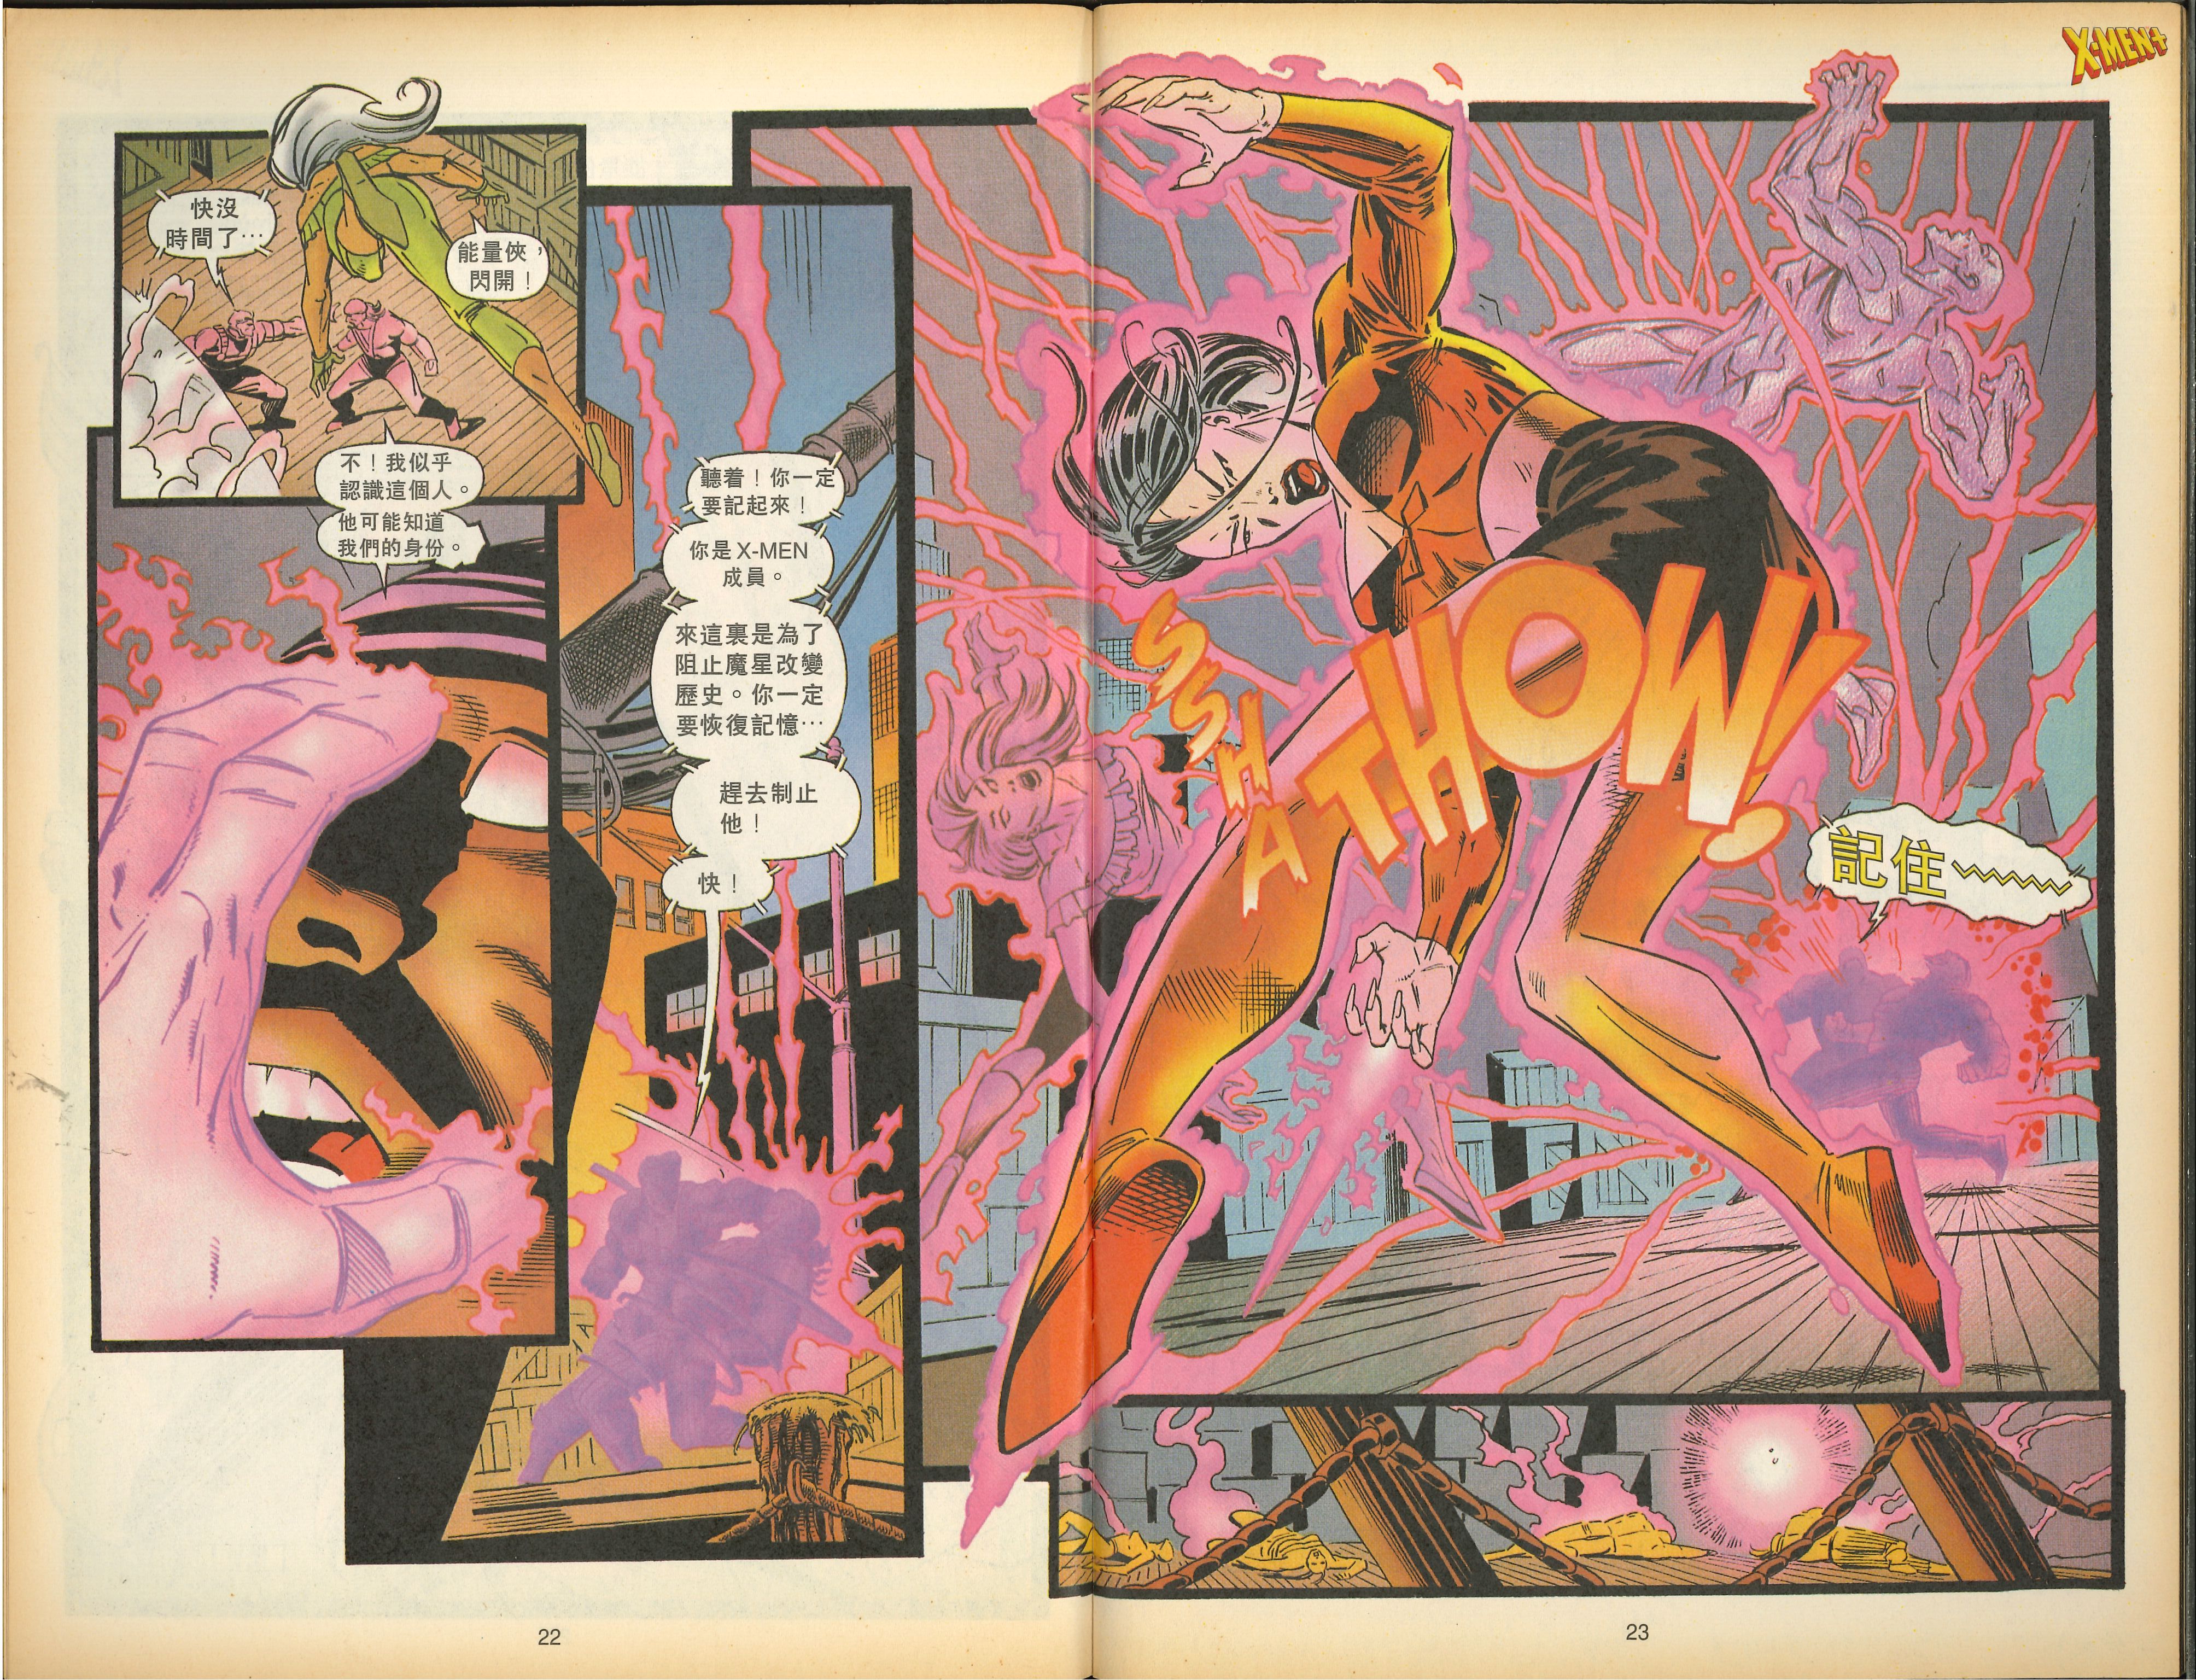 X-MEN+
快沒
時間了…
能量俠，
閃開！
不！我似乎
認識這個人。
他可能知道
我們的身份。
聽着！你一定
要記起來！
你是 X-MEN
成員。
來這裏是為了
阻止魔星改變
歷史。你一定
要恢復記憶…
趕去制止
他！
快！
SSHATHOW!
記住~~~~~
22
23